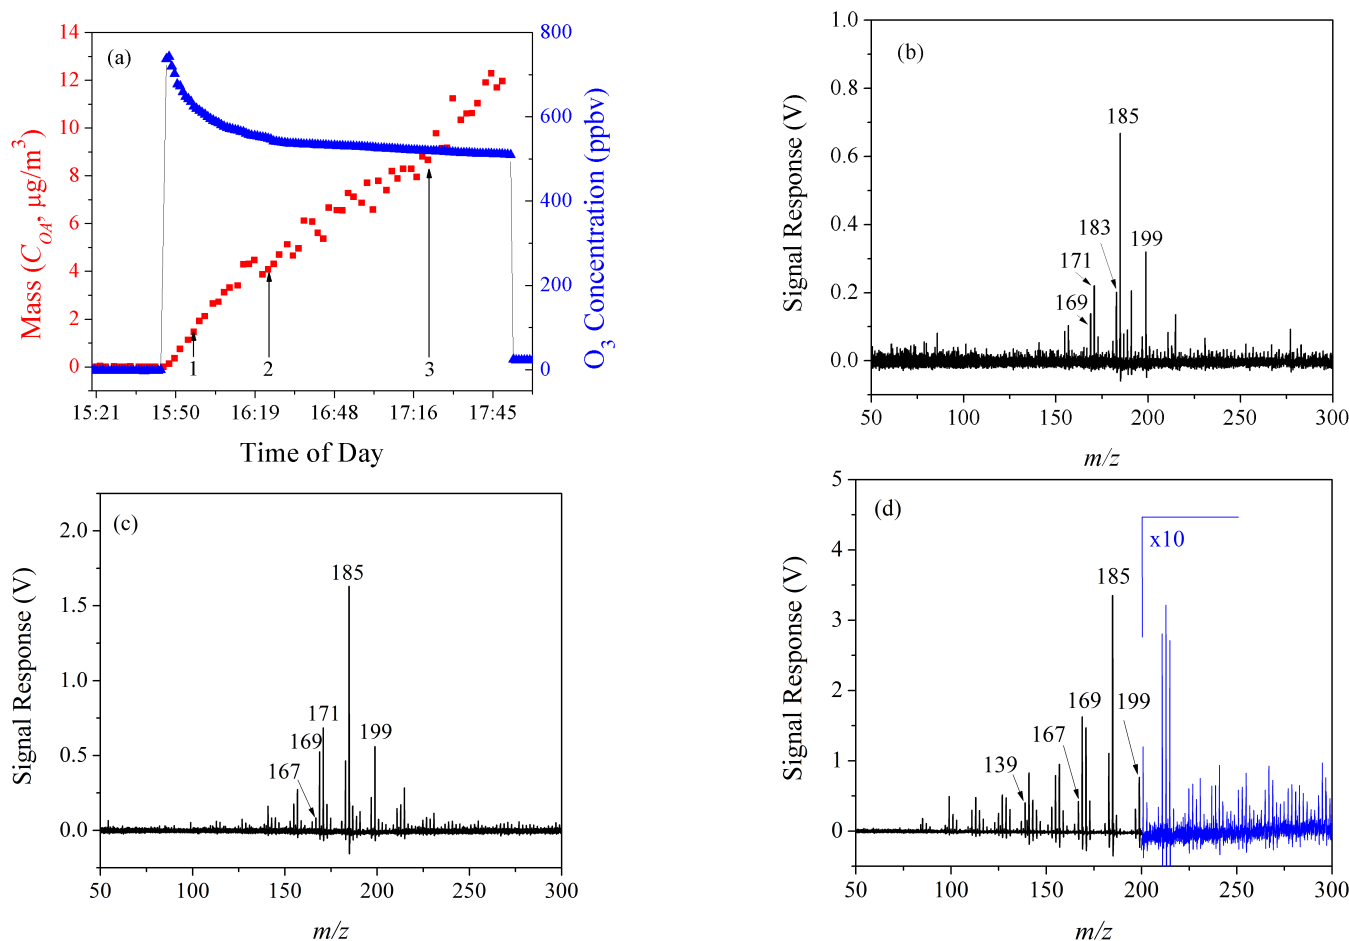 (a)
Mass (C_OA, μg/m³)
14
12
10
8
6
4
2
0
800
600
400
200
0
O₃ Concentration (ppbv)
1
2
3
15:21 15:50 16:19 16:48 17:16 17:45
Time of Day
(b)
Signal Response (V)
1.0
0.8
0.6
0.4
0.2
0.0
185
183
199
171
169
50 100 150 200 250 300
m/z
(c)
Signal Response (V)
2.0
1.5
1.0
0.5
0.0
185
171
199
169
167
50 100 150 200 250 300
m/z
(d)
Signal Response (V)
5
4
3
2
1
0
x10
185
169
199
167
139
50 100 150 200 250 300
m/z